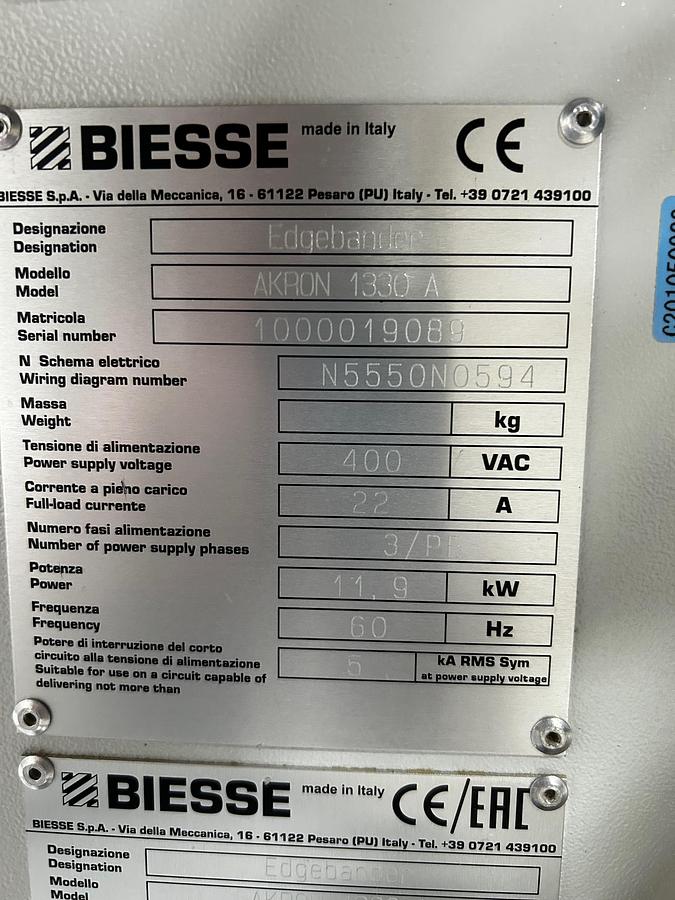 BIESSE made in Italy CE
BIESSE S.p.A. - Via della Meccanica, 16 - 61122 Pesaro (PU) Italy - Tel. +39 0721 439100
Designazione
Designation
Edgebander
Modello
Model
AKRON 1330 A
Matricola
Serial number
1000019089
N Schema elettrico
Wiring diagram number
N5550N0594
Massa
Weight
kg
Tensione di alimentazione
Power supply voltage
400 VAC
Corrente a pieno carico
Full-load currente
22 A
Numero fasi alimentazione
Number of power supply phases
3/PE
Potenza
Power
11,9 kW
Frequenza
Frequency
60 Hz
Potere di interruzione del corto
circuito alla tensione di alimentazione
Suitable for use on a circuit capable of
delivering not more than
5 kA RMS Sym
at power supply voltage
BIESSE made in Italy CE/EAC
BIESSE S.p.A. - Via della Meccanica, 16 - 61122 Pesaro (PU) Italy - Tel. +39 0721 439100
Designazione
Designation
Edgebander
Modello
Model
AKRON